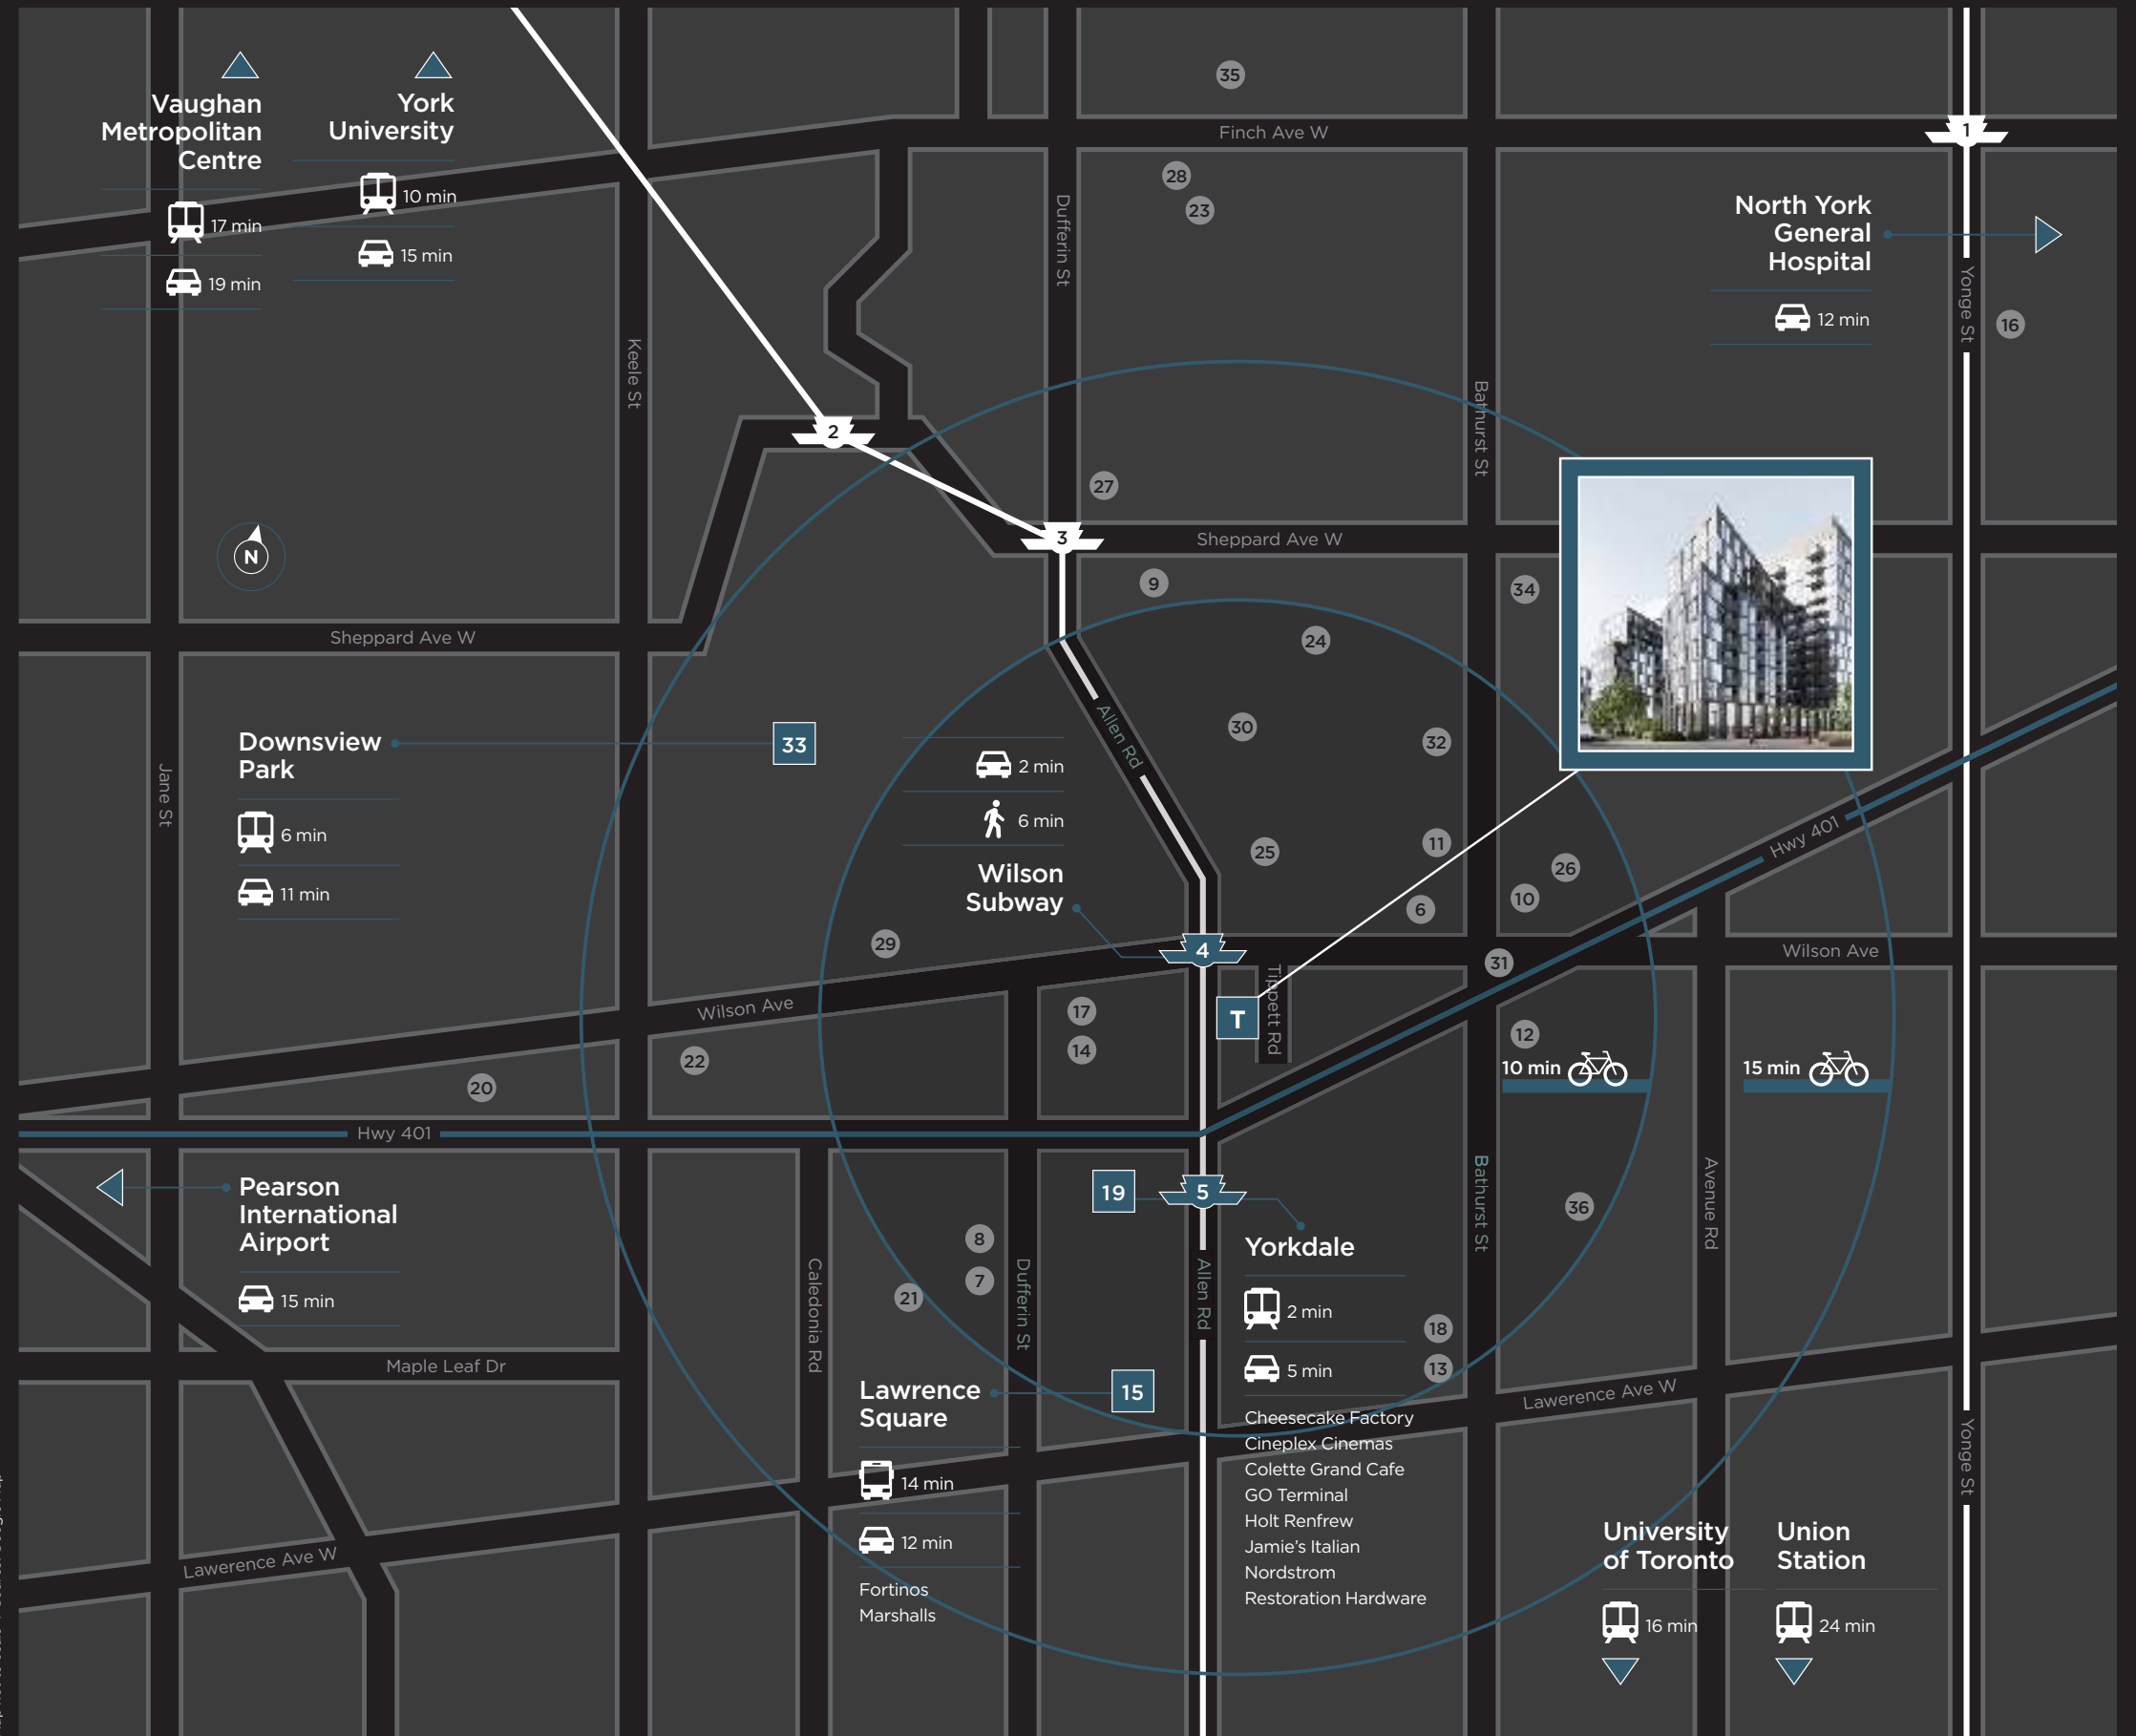 35
Finch Ave W
1
Vaughan
Metropolitan
Centre
17 min
19 min
York
University
10 min
15 min
28
23
Dufferin St
North York
General
Hospital
12 min
Yonge St
16
Keele St
Bathurst St
2
27
3
Sheppard Ave W
N
9
34
24
Sheppard Ave W
Downsview
Park
6 min
11 min
33
Jane St
Allen Rd
30
32
2 min
6 min
Wilson
Subway
25
11
26
10
6
Hwy 401
29
4
31
Wilson Ave
Wilson Ave
17
14
T
Tippett Rd
12
22
20
10 min
15 min
Hwy 401
Pearson
International
Airport
15 min
19
5
Bathurst St
36
Avenue Rd
8
7
21
Caledonia Rd
Dufferin St
Allen Rd
Yorkdale
2 min
5 min
18
13
Cheesecake Factory
Cineplex Cinemas
Colette Grand Cafe
GO Terminal
Holt Renfrew
Jamie's Italian
Nordstrom
Restoration Hardware
Maple Leaf Dr
Lawrence
Square
15
14 min
12 min
Fortinos
Marshalls
Lawerence Ave W
Lawerence Ave W
Yonge St
University
of Toronto
16 min
Union
Station
24 min